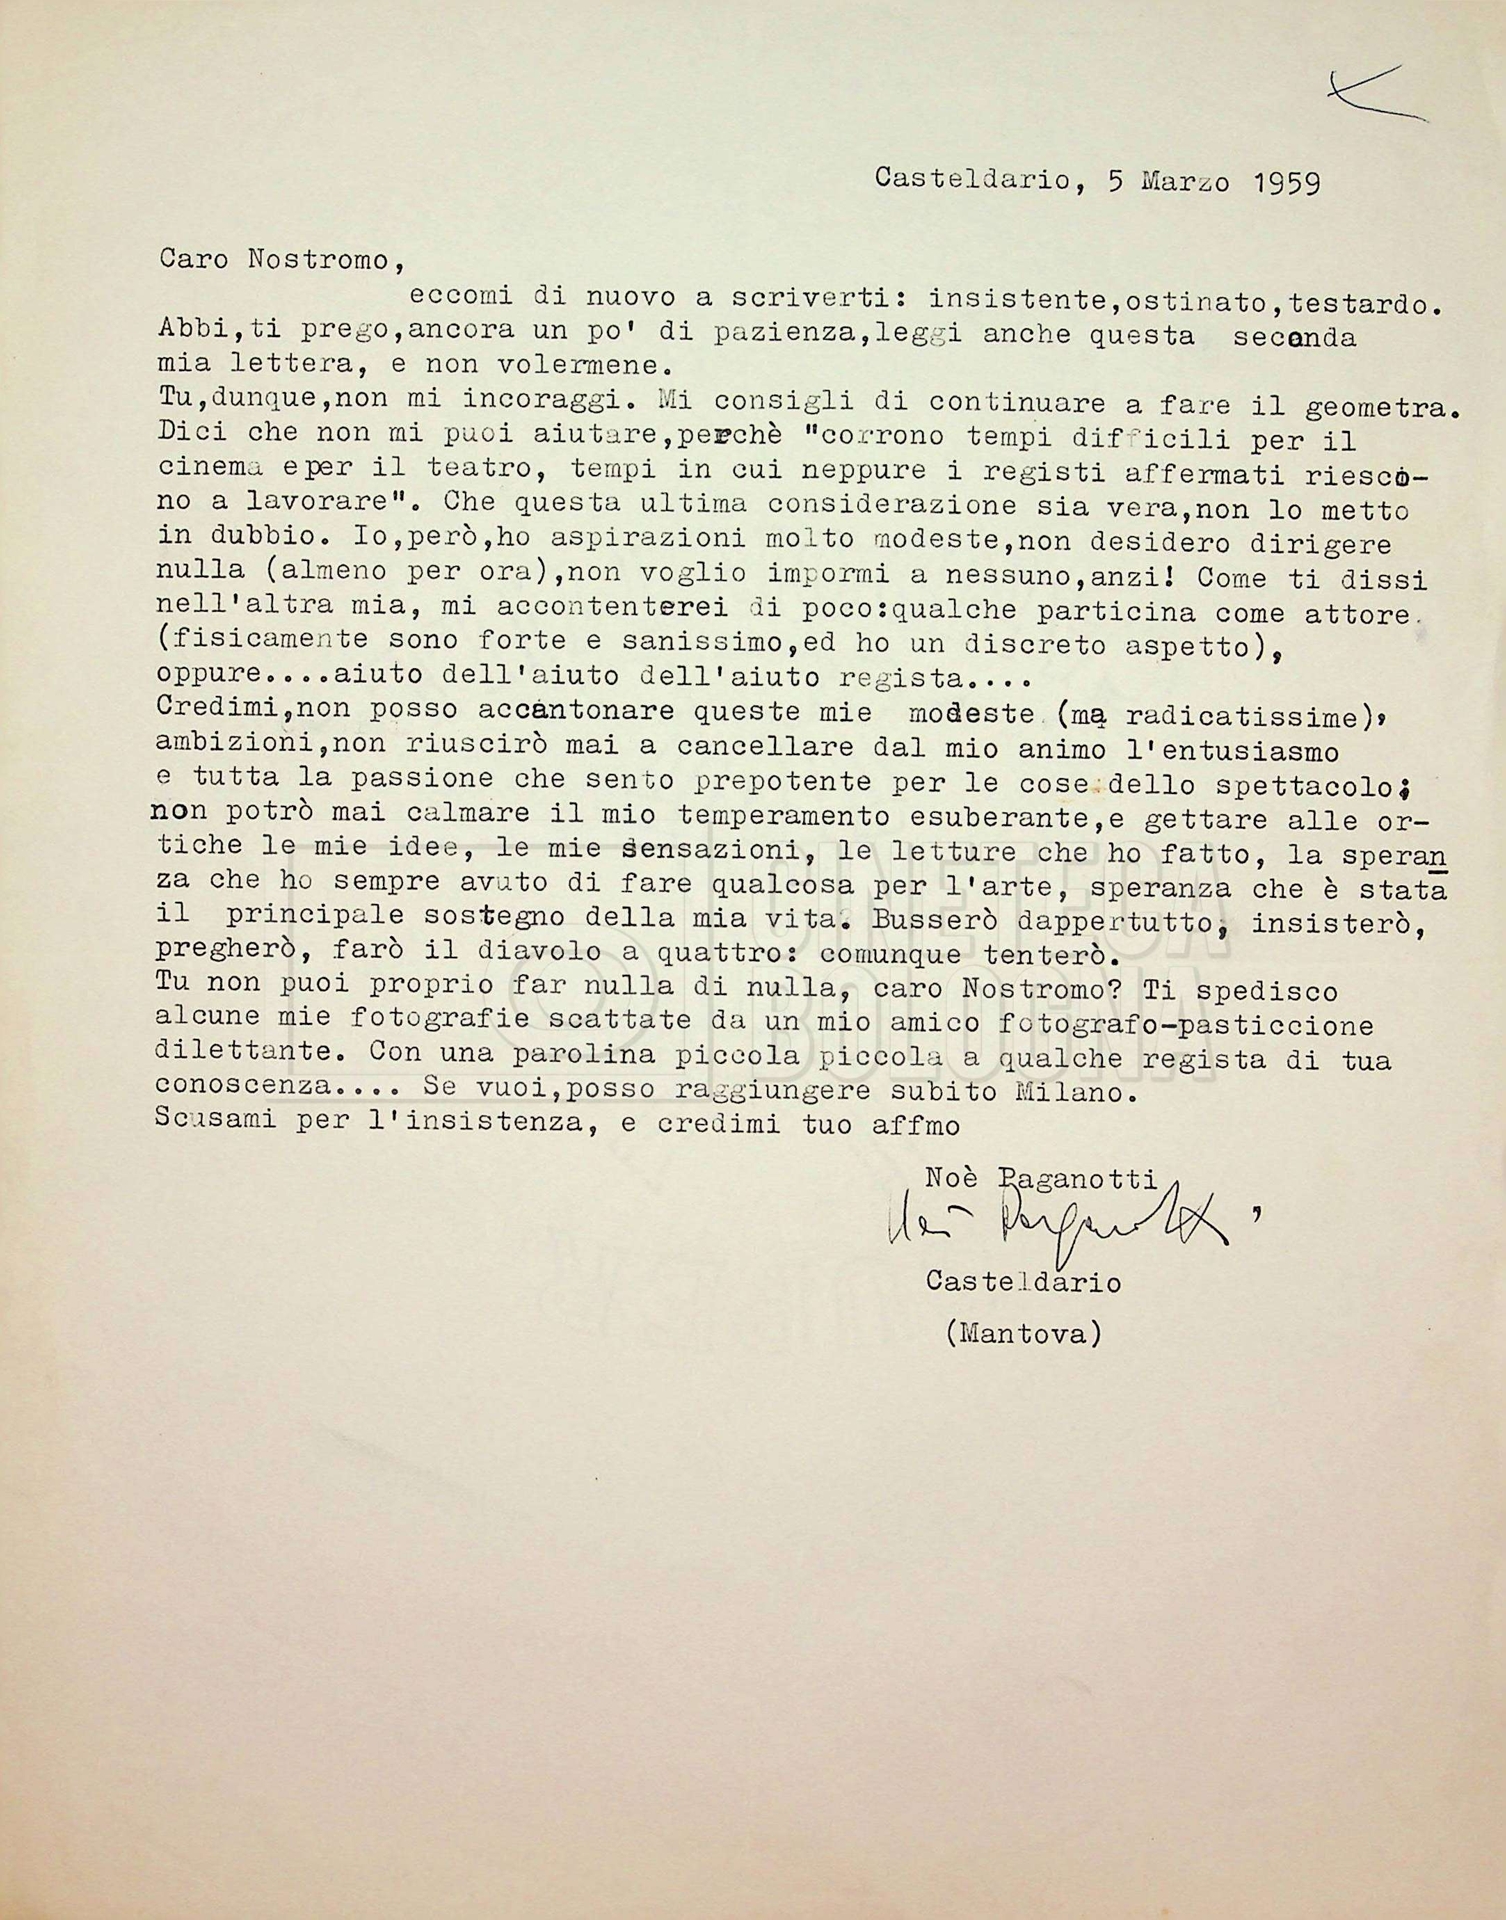 Casteldario, 5 Marzo 1959
Caro Nostromo,
eccomi di nuovo a scriverti: insistente,ostinato,testardo.
Abbi,ti prego,ancora un po' di pazienza,leggi anche questa seconda
mia lettera, e non volermene.
Tu,dunque,non mi incoraggi. Mi consigli di continuare a fare il geometra.
Dici che non mi puoi aiutare,perchè "corrono tempi difficili per il
cinema eper il teatro, tempi in cui neppure i registi affermati riesco-
no a lavorare". Che questa ultima considerazione sia vera,non lo metto
in dubbio. Io,però,ho aspirazioni molto modeste,non desidero dirigere
nulla (almeno per ora),non voglio impormi a nessuno,anzi! Come ti dissi
nell'altra mia, mi accontenterei di poco:qualche particina come attore.
(fisicamente sono forte e sanissimo,ed ho un discreto aspetto),
oppure....aiuto dell'aiuto dell'aiuto regista....
Credimi,non posso accantonare queste mie modeste (ma radicatissime),
ambizioni,non riuscirò mai a cancellare dal mio animo l'entusiasmo
e tutta la passione che sento prepotente per le cose dello spettacolo;
non potrò mai calmare il mio temperamento esuberante,e gettare alle or-
tiche le mie idee, le mie sensazioni, le letture che ho fatto, la speran
za che ho sempre avuto di fare qualcosa per l'arte, speranza che è stata
il principale sostegno della mia vita. Busserò dappertutto, insisterò,
pregherò, farò il diavolo a quattro: comunque tenterò.
Tu non puoi proprio far nulla di nulla, caro Nostromo? Ti spedisco
alcune mie fotografie scattate da un mio amico fotografo-pasticcione
dilettante. Con una parolina piccola piccola a qualche regista di tua
conoscenza.... Se vuoi,posso raggiungere subito Milano.
Scusami per l'insistenza, e credimi tuo affmo
Noè Paganotti
Noè Paganotti ,
Casteldario
(Mantova)
CINETECA
BOLOGNA